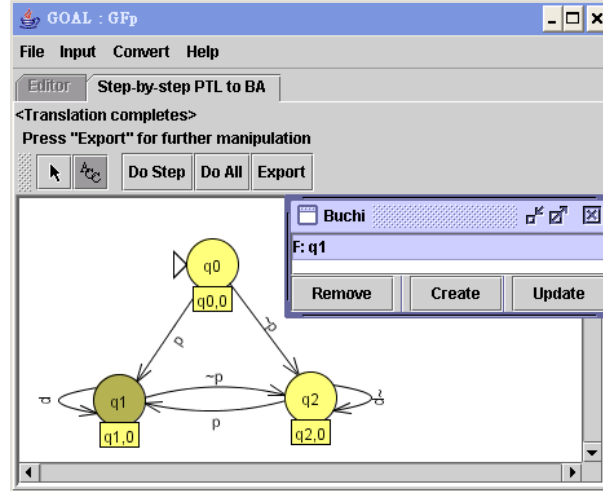 GOAL : GFp
File Input Convert Help
Editor Step-by-step PTL to BA
<Translation completes>
Press "Export" for further manipulation
Acc Do Step Do All Export
Buchi
F: q1
Remove Create Update
q0
q0,0
p ~p
~p
p q1 q2 ~p
p
q1,0 q2,0